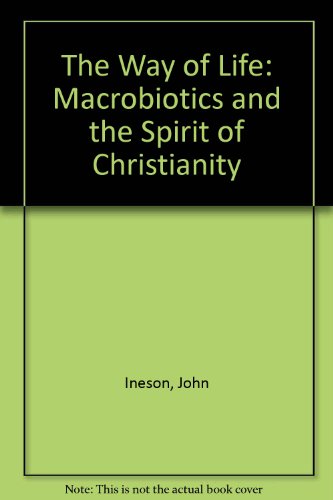 The Way of Life:
Macrobiotics and
the Spirit of
Christianity
Ineson, John
Note: This is not the actual book cover